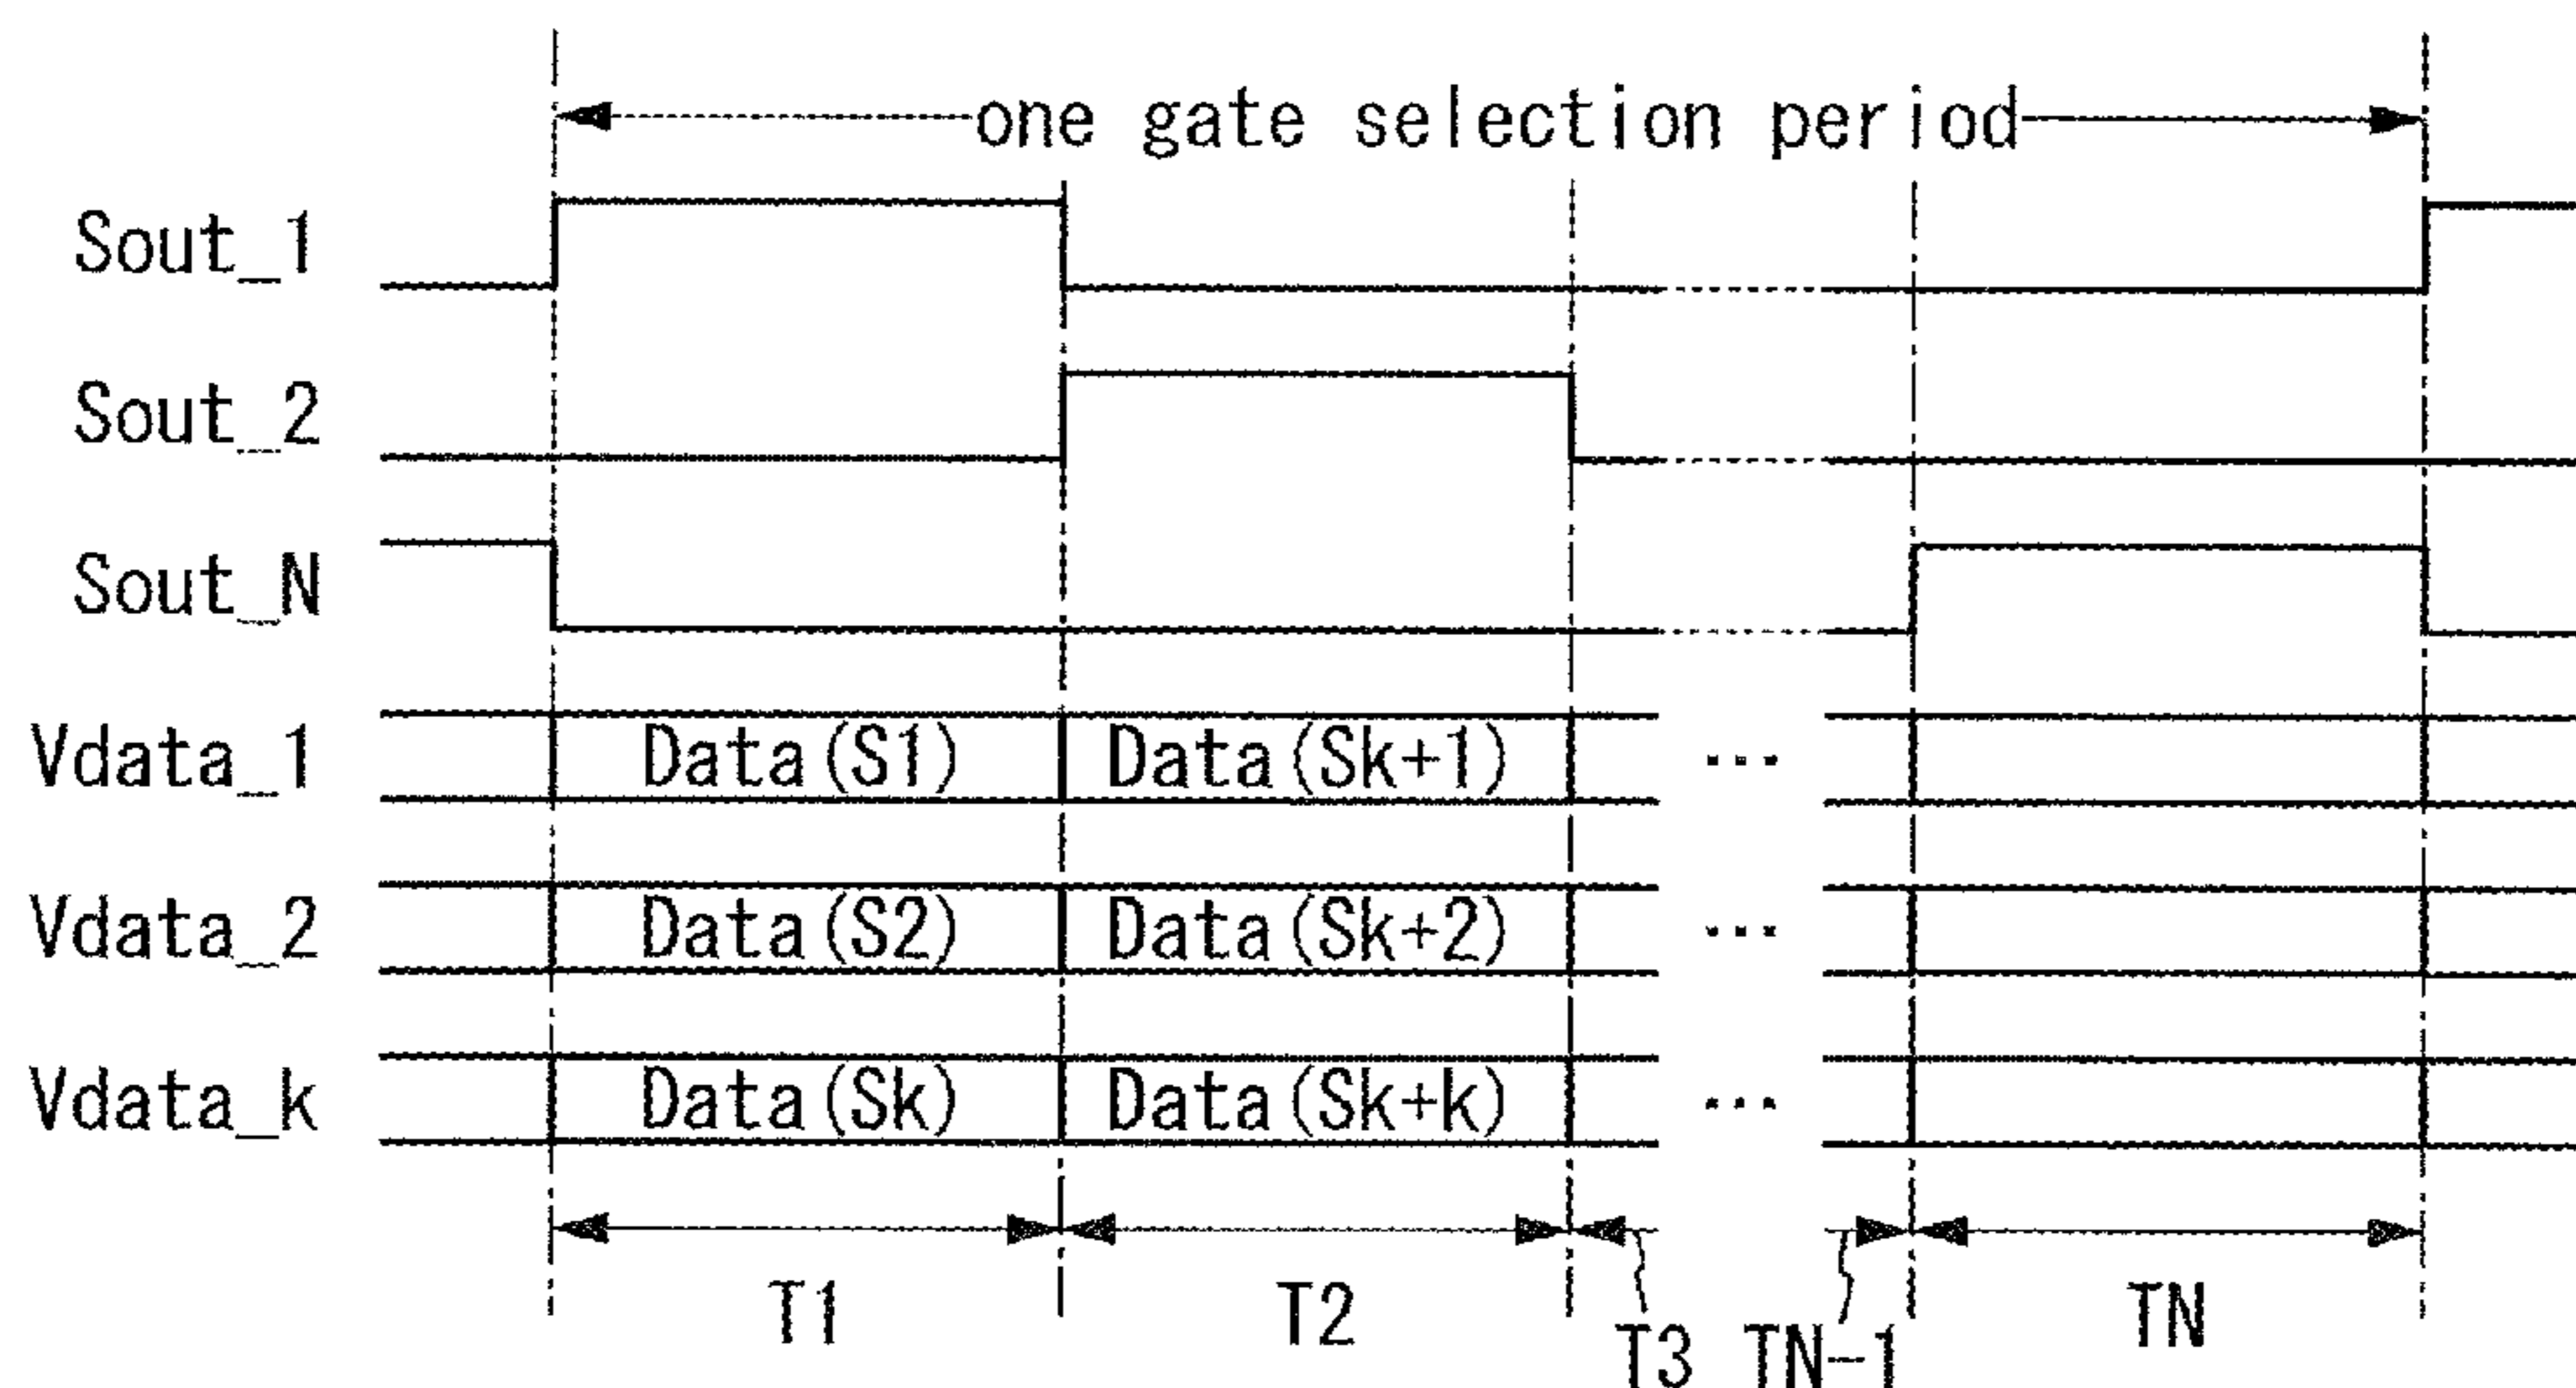 one gate selection period
Sout_1
Sout_2
Sout_N
Vdata_1 Data(S1) Data(Sk+1) ...
Vdata_2 Data(S2) Data(Sk+2) ...
Vdata_k Data(Sk) Data(Sk+k) ...
T1 T2 T3 TN-1 TN